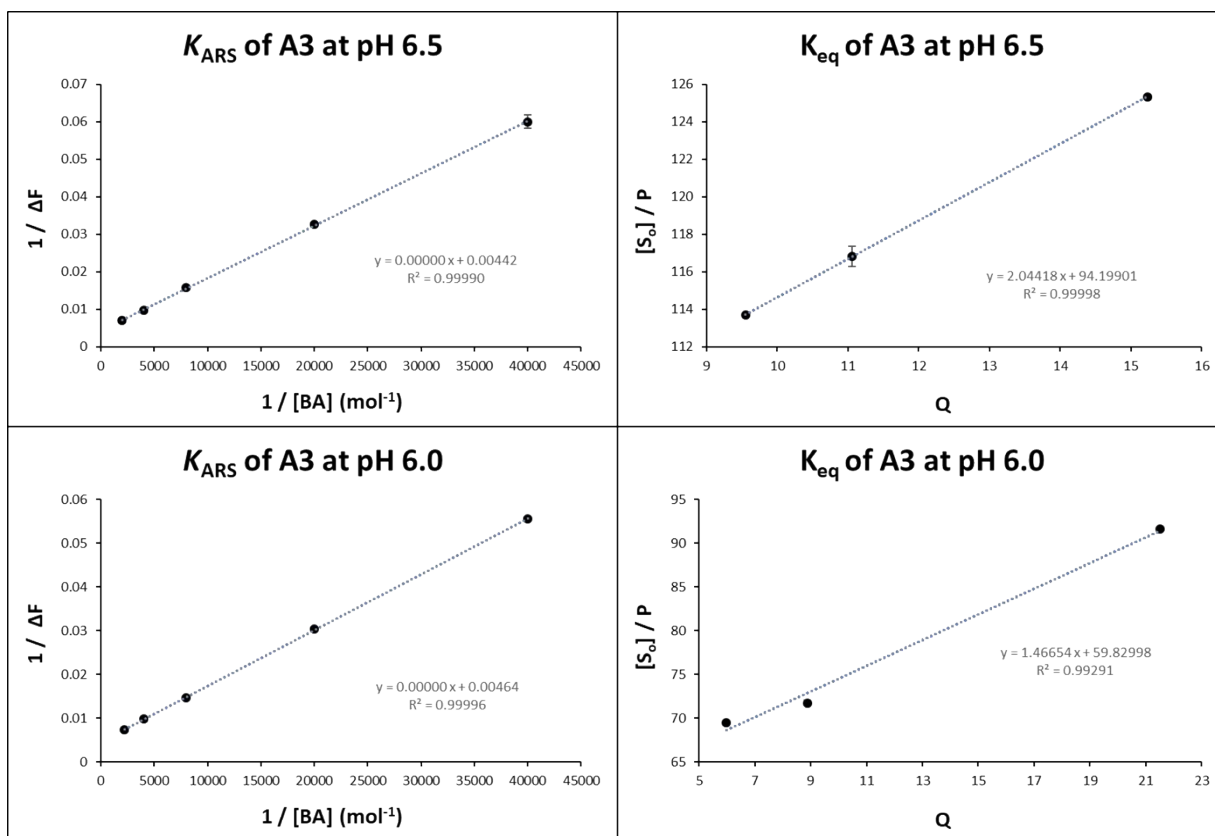 K_ARS of A3 at pH 6.5
0.07
0.06
0.05
0.04
0.03
0.02
0.01
0
1 / ΔF
y = 0.00000 x + 0.00442
R² = 0.99990
0 5000 10000 15000 20000 25000 30000 35000 40000 45000
1 / [BA] (mol⁻¹)
K_eq of A3 at pH 6.5
126
124
122
120
118
116
114
112
[Sₒ] / P
y = 2.04418 x + 94.19901
R² = 0.99998
9 10 11 12 13 14 15 16
Q
K_ARS of A3 at pH 6.0
0.06
0.05
0.04
0.03
0.02
0.01
0
1 / ΔF
y = 0.00000 x + 0.00464
R² = 0.99996
0 5000 10000 15000 20000 25000 30000 35000 40000 45000
1 / [BA] (mol⁻¹)
K_eq of A3 at pH 6.0
95
90
85
80
75
70
65
[Sₒ] / P
y = 1.46654 x + 59.82998
R² = 0.99291
5 7 9 11 13 15 17 19 21 23
Q